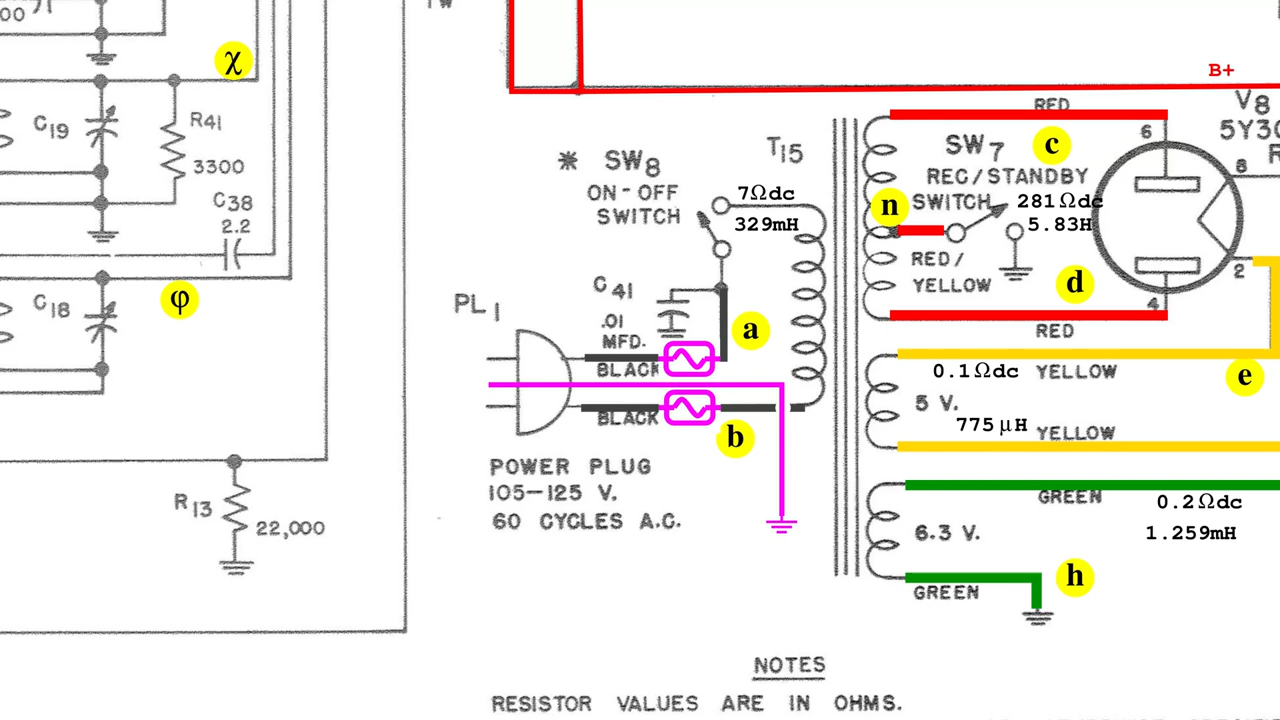 B+
RED
V8
χ
6
5Y3
C19
R41
SW7
c
8
T15
3300
* SW8
REC/STANDBY
ON-OFF
7Ωdc
n
SWITCH
281Ωdc
C38
SWITCH
329mH
5.83H
2.2
RED/
2
C18
φ
PL1
C41
YELLOW
d
4
.01
a
RED
MFD.
BLACK
0.1Ωdc
YELLOW
e
BLACK
b
5 V.
775μH
YELLOW
POWER PLUG
105-125 V.
GREEN
0.2Ωdc
R13
22,000
60 CYCLES A.C.
6.3 V.
1.259mH
h
GREEN
NOTES
RESISTOR VALUES ARE IN OHMS.